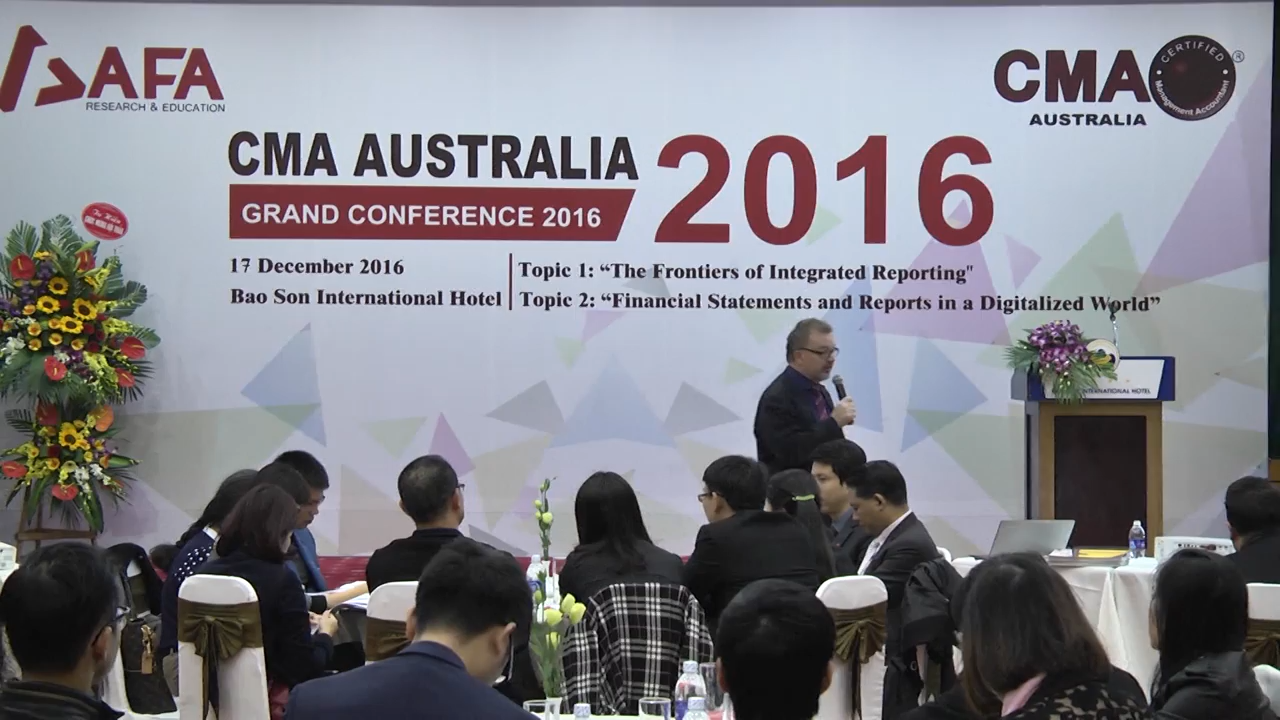 AFA
RESEARCH & EDUCATION
CMA
CERTIFIED
Management Accountant
®
AUSTRALIA
CMA AUSTRALIA
2016
GRAND CONFERENCE 2016
17 December 2016
Bao Son International Hotel
Topic 1: “The Frontiers of Integrated Reporting"
Topic 2: “Financial Statements and Reports in a Digitalized World”
INTERNATIONAL HOTEL